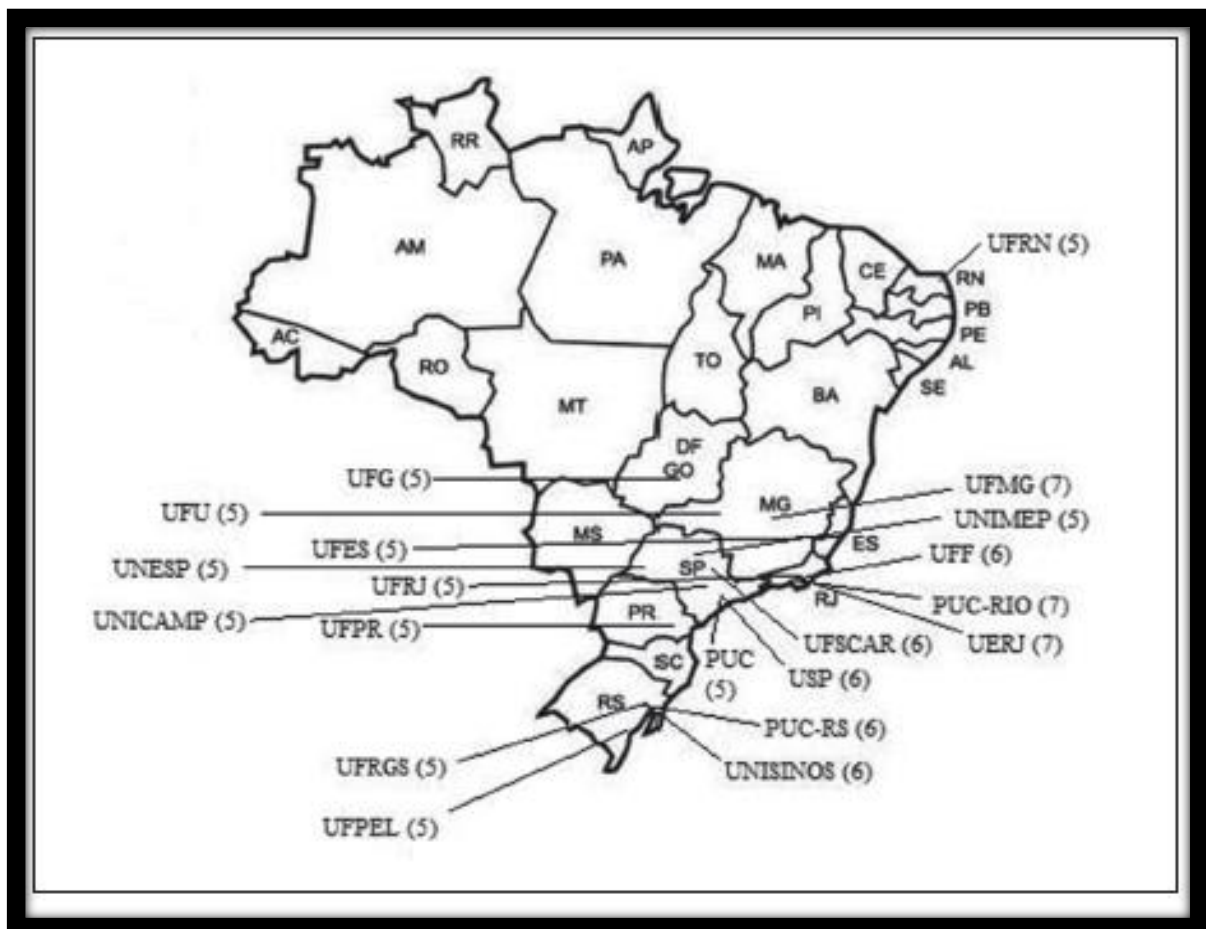 RR
AP
AM
PA
MA
CE
UFRN (5)
RN
PI
PB
PE
AC
AL
RO
TO
SE
BA
MT
DF
GO
UFG (5)
MG
UFMG (7)
UFU (5)
UNIMEP (5)
MS
ES
UFES (5)
UFF (6)
UNESP (5)
SP
UFRJ (5)
RJ
PUC-RIO (7)
UNICAMP (5)
PR
UFPR (5)
UFSCAR (6)
UERJ (7)
SC
PUC
(5)
USP (6)
RS
PUC-RS (6)
UFRGS (5)
UNISINOS (6)
UFPEL (5)